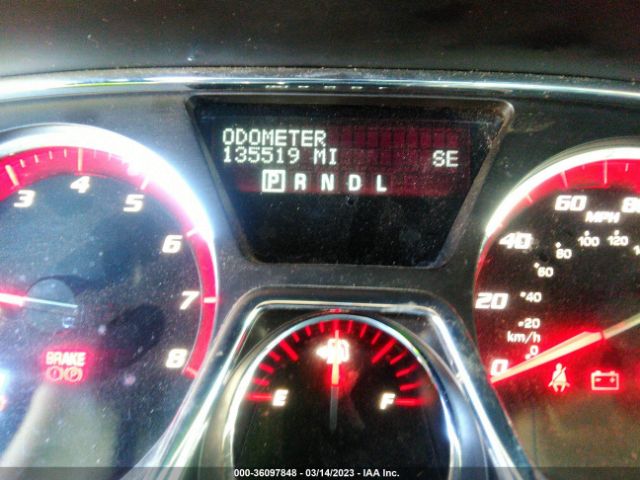 ODOMETER
135519 MI SE
P R N D L
3 4 5 6 7 8
BRAKE
P
E F
0 20 40 60 80
MPH
0 20 40 60 80 100 120
km/h
000-36097848 - 03/14/2023 - IAA Inc.